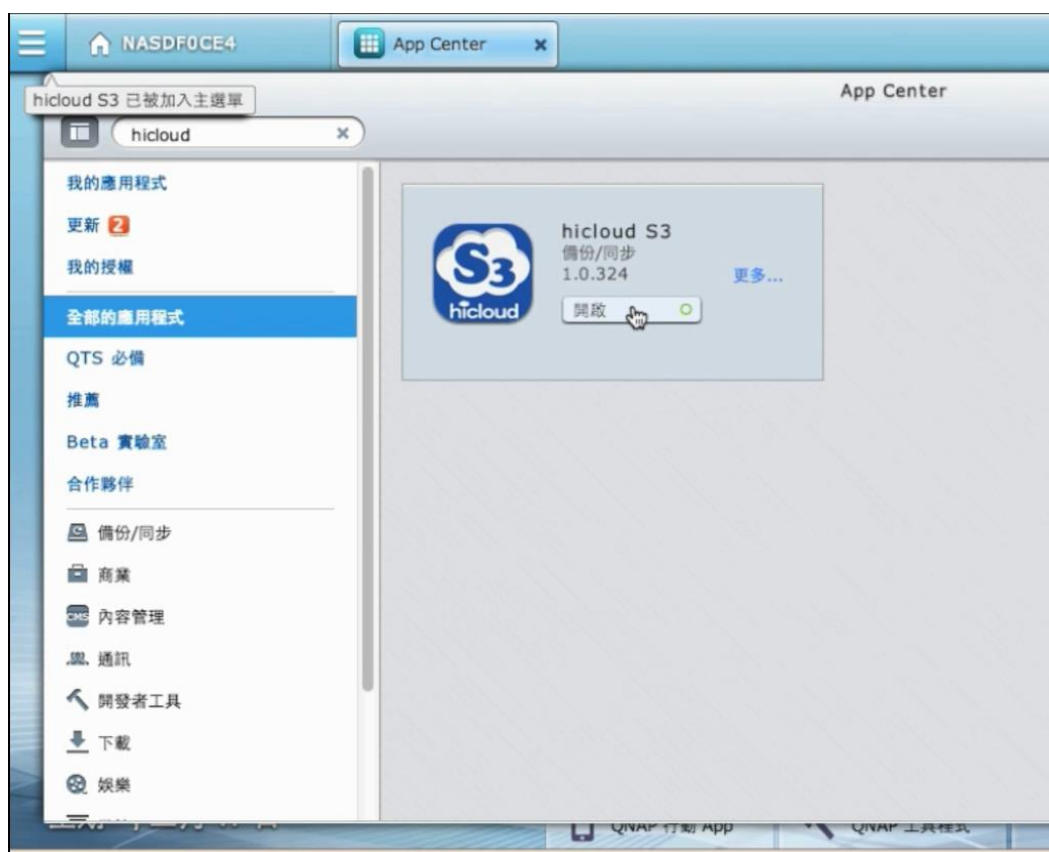 NASDF0CE4
App Center
App Center
hicloud S3 已被加入主選單
hicloud
我的應用程式
更新 2
我的授權
全部的應用程式
QTS 必備
推薦
Beta 實驗室
合作夥伴
備份/同步
商業
CMS 內容管理
通訊
開發者工具
下載
娛樂
S3
hicloud
hicloud S3
備份/同步
1.0.324
更多...
開啟
QNAP 行動 App
QNAP 工具程式